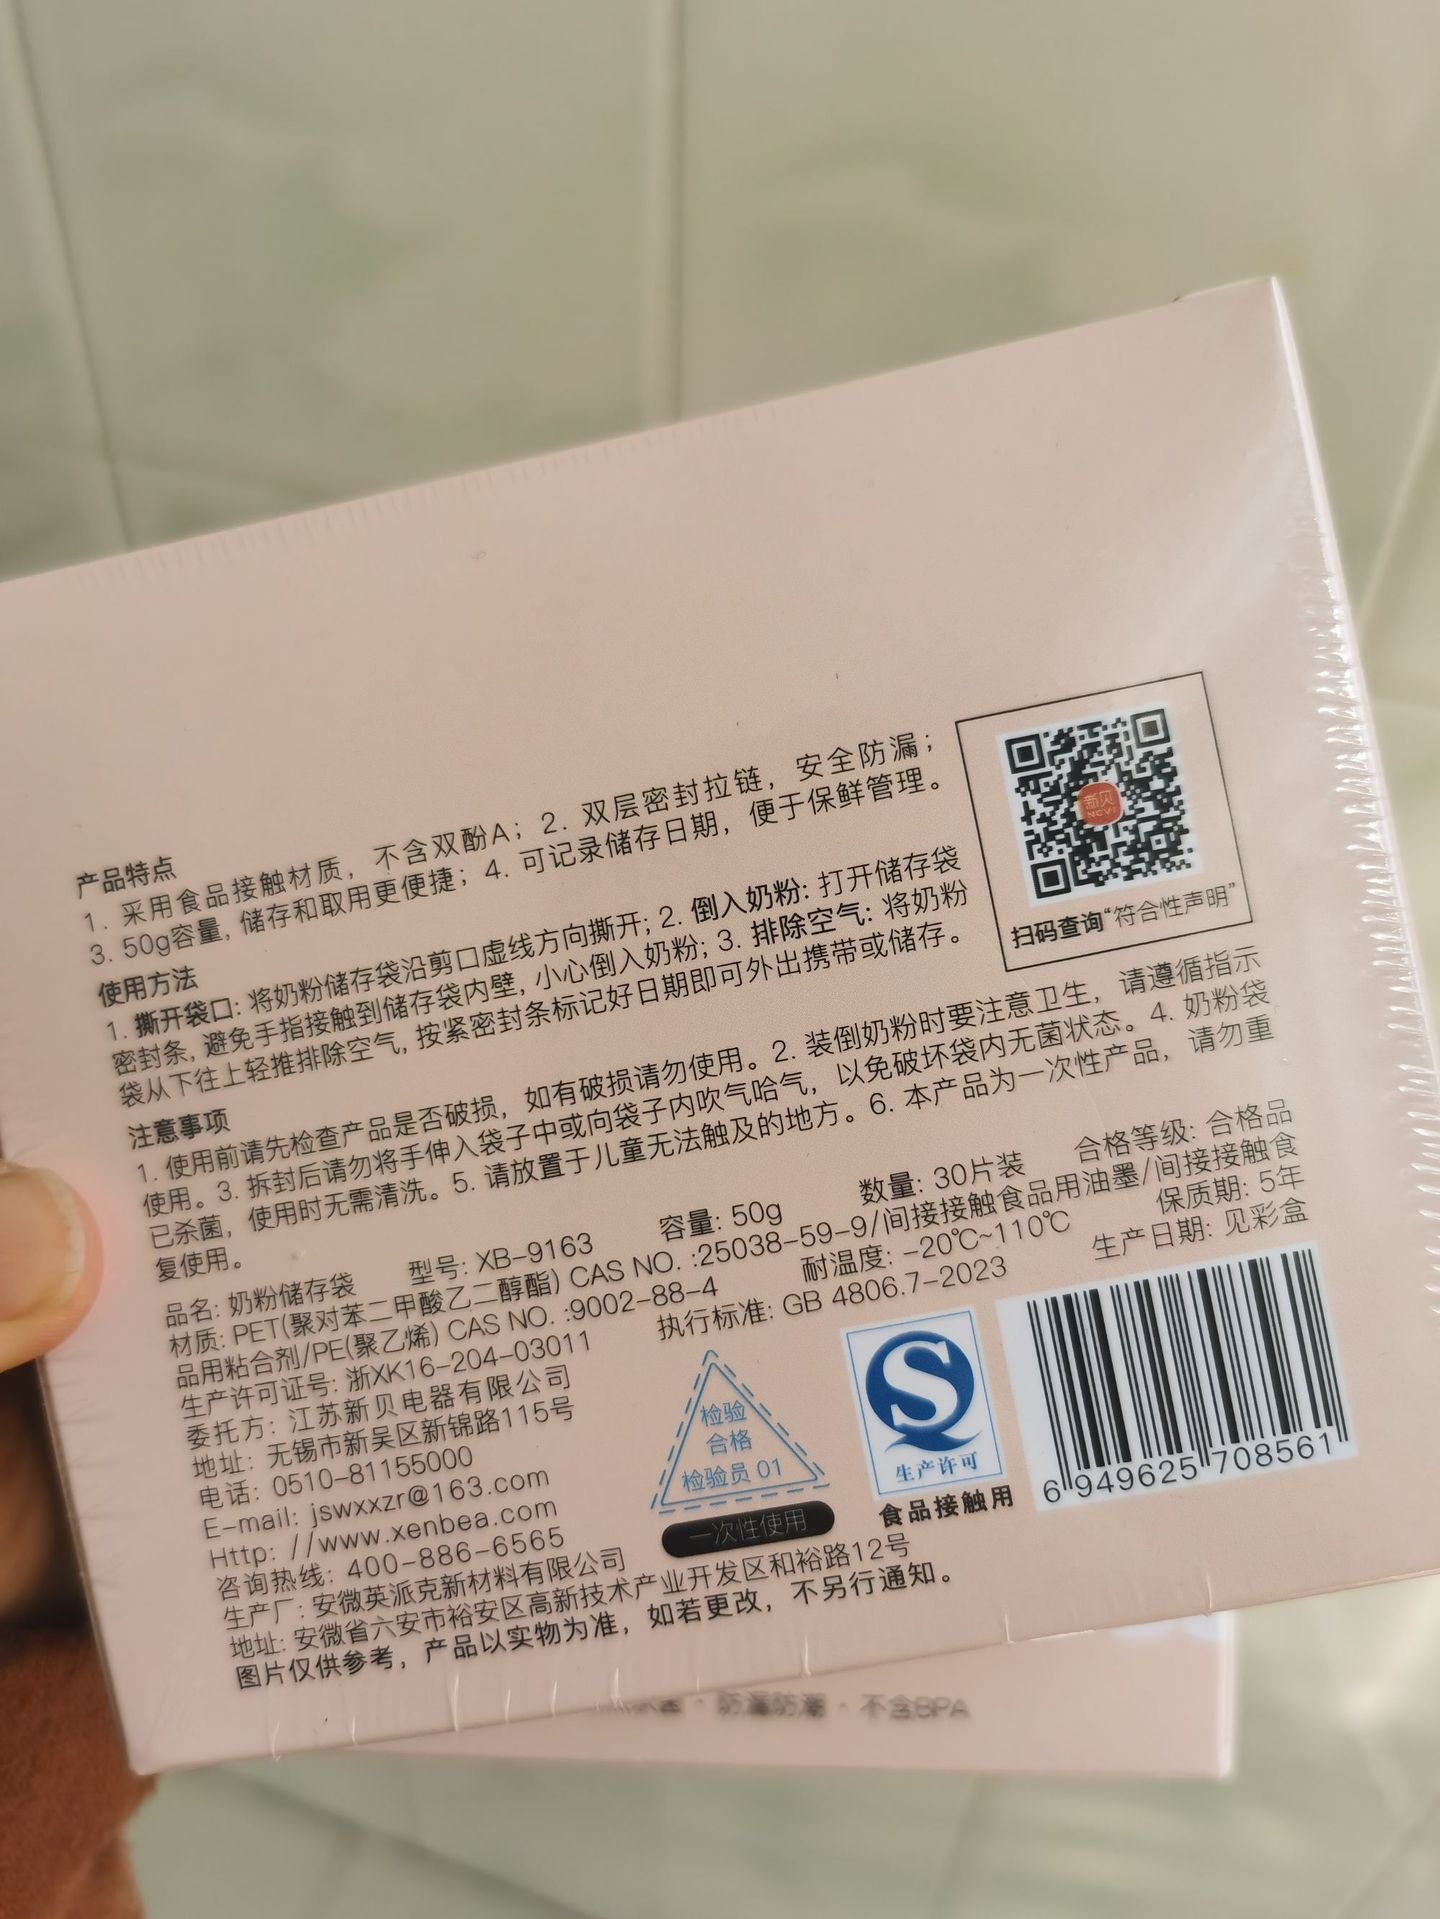 产品特点
1. 采用食品接触材质，不含双酚A；2. 双层密封拉链，安全防漏；
3. 50g容量, 储存和取用更便捷；4. 可记录储存日期，便于保鲜管理。
使用方法
1. 撕开袋口: 将奶粉储存袋沿剪口虚线方向撕开; 2. 倒入奶粉: 打开储存袋
密封条, 避免手指接触到储存袋内壁, 小心倒入奶粉; 3. 排除空气: 将奶粉
袋从下往上轻推排除空气, 按紧密封条标记好日期即可外出携带或储存。
新贝
NCVI
扫码查询“符合性声明”
注意事项
1. 使用前请先检查产品是否破损，如有破损请勿使用。2. 装倒奶粉时要注意卫生，请遵循指示
使用。3. 拆封后请勿将手伸入袋子中或向袋子内吹气哈气，以免破坏袋内无菌状态。4. 奶粉袋
已杀菌，使用时无需清洗。5. 请放置于儿童无法触及的地方。6. 本产品为一次性产品，请勿重
复使用。
品名: 奶粉储存袋 型号: XB-9163 容量: 50g 数量: 30片装 合格等级: 合格品
材质: PET(聚对苯二甲酸乙二醇酯) CAS NO. :25038-59-9/间接接触食品用油墨/间接接触食
品用粘合剂/PE(聚乙烯) CAS NO. :9002-88-4 耐温度: -20℃~110℃ 保质期: 5年
生产许可证号: 浙XK16-204-03011 执行标准: GB 4806.7-2023 生产日期: 见彩盒
委托方: 江苏新贝电器有限公司
地址: 无锡市新吴区新锦路115号
电话: 0510-81155000
E-mail: jswxxzr@163.com
Http: //www.xenbea.com
咨询热线: 400-886-6565
生产厂: 安徽英派克新材料有限公司
地址: 安徽省六安市裕安区高新技术产业开发区和裕路12号
图片仅供参考，产品以实物为准，如若更改，不另行通知。
检验
合格
检验员 01
一次性使用
生产许可
食品接触用
6 949625 708561
防漏防潮 · 不含BPA